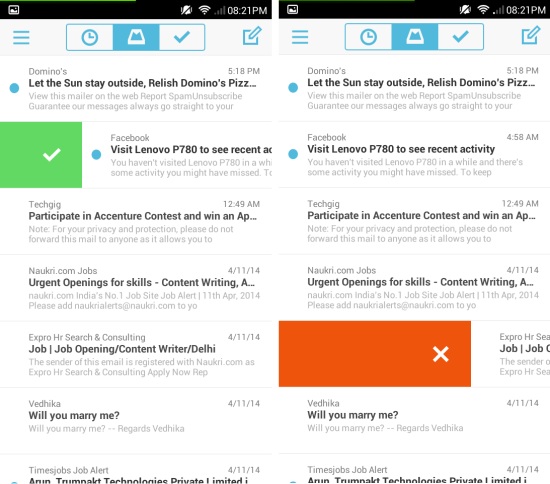 08:21PM
Domino's 5:18 PM
Let the Sun stay outside, Relish Domino's Pizz...
View this mailer on the web Report SpamUnsubscribe
Guarantee our messages always go straight to your
Facebook
Visit Lenovo P780 to see recent ac
You haven't visited Lenovo P780 in a while
some activity you might have missed. To
Techgig 12:49 AM
Participate in Accenture Contest and win an Ap...
Note: For your privacy and protection, please do not
forward this mail to anyone as it allows you to
Naukri.com Jobs 4/11/14
Urgent Openings for skills - Content Writing, A...
naukri.com India's No.1 Job Site Job Alert | 11th Apr, 2014
Please add naukrialerts@naukri.com to yo
Expro Hr Search & Consulting 4/11/14
Job | Job Opening/Content Writer/Delhi
The sender of this email is registered with Naukri.com as
Expro Hr Search & Consulting Apply Now Rep
Vedhika 4/11/14
Will you marry me?
Will you marry me? -- Regards Vedhika
Timesjobs Job Alert 4/11/14
Arun, Trumpakt Technologies Private Limited i
08:21PM
Domino's 5:18 PM
Let the Sun stay outside, Relish Domino's Pizz...
View this mailer on the web Report SpamUnsubscribe
Guarantee our messages always go straight to your
Facebook 4:58 AM
Visit Lenovo P780 to see recent activity
You haven't visited Lenovo P780 in a while and there's
some activity you might have missed. To keep
Techgig 12:49 AM
Participate in Accenture Contest and win an Ap...
Note: For your privacy and protection, please do not
forward this mail to anyone as it allows you to
Naukri.com Jobs 4/11/14
Urgent Openings for skills - Content Writing, A...
naukri.com India's No.1 Job Site Job Alert | 11th Apr, 2014
Please add naukrialerts@naukri.com to yo
Expro Hr Sea
Job | Job O
The sender o
Expro Hr Sea
Vedhika 4/11/14
Will you marry me?
Will you marry me? -- Regards Vedhika
Timesjobs Job Alert 4/11/14
Arun, Trumpakt Technologies Private Limited i